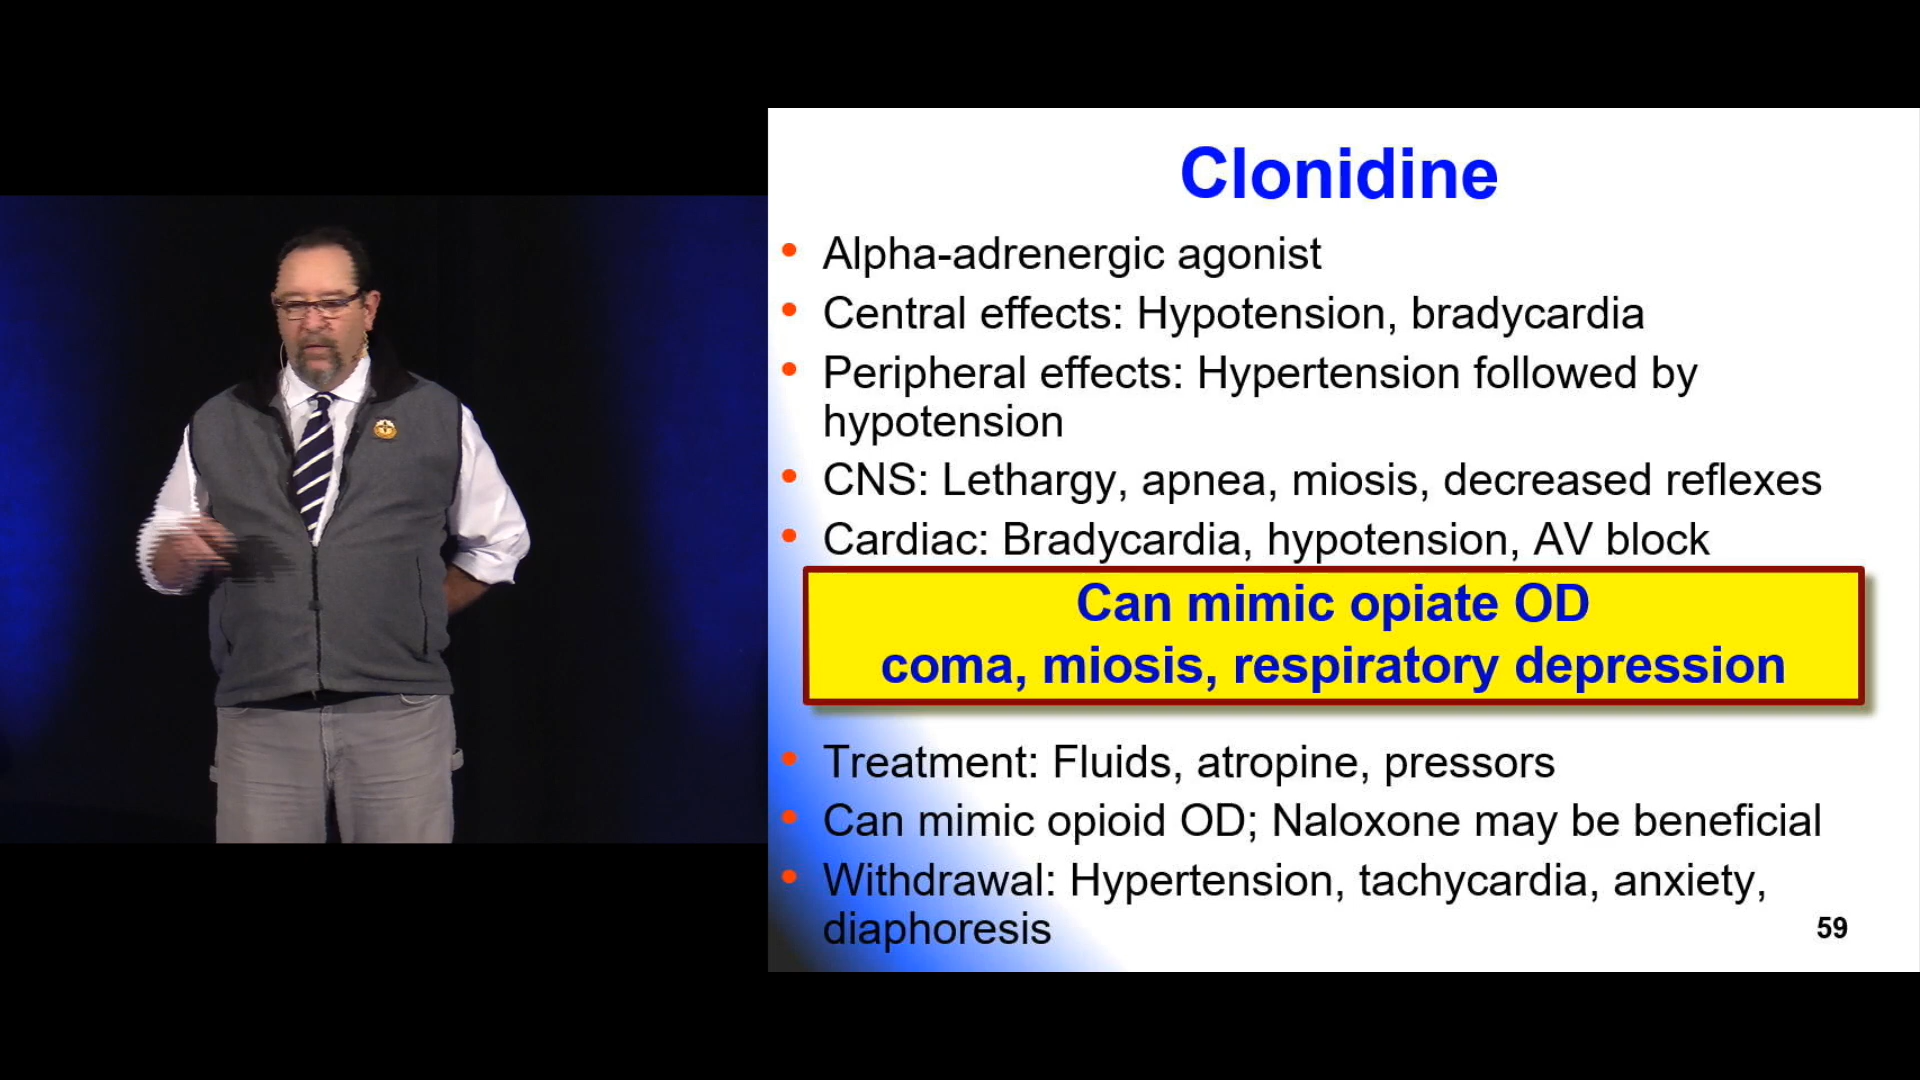 Clonidine
Alpha-adrenergic agonist
Central effects: Hypotension, bradycardia
Peripheral effects: Hypertension followed by
hypotension
CNS: Lethargy, apnea, miosis, decreased reflexes
Cardiac: Bradycardia, hypotension, AV block
Can mimic opiate OD
coma, miosis, respiratory depression
Treatment: Fluids, atropine, pressors
Can mimic opioid OD; Naloxone may be beneficial
Withdrawal: Hypertension, tachycardia, anxiety,
diaphoresis
59